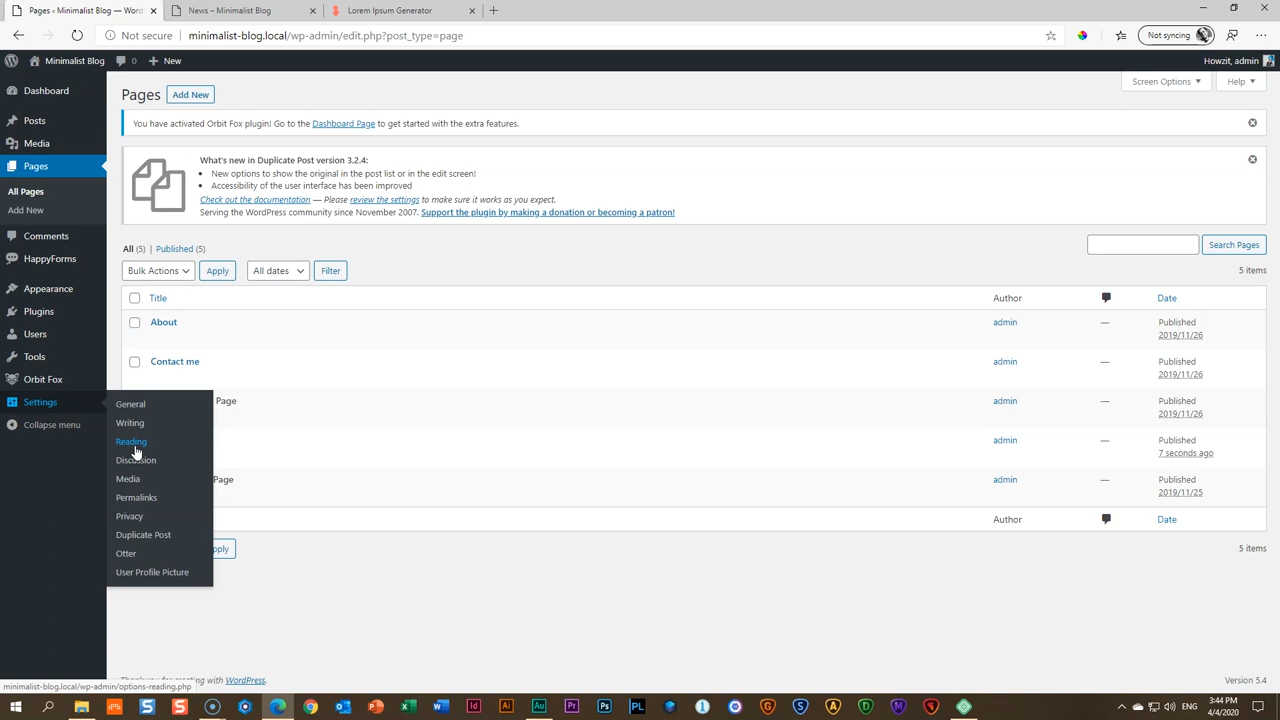 Pages ‹ Minimalist Blog — Word
News – Minimalist Blog
Lorem Ipsum Generator
Not secure
minimalist-blog.local/wp-admin/edit.php?post_type=page
Not syncing
Minimalist Blog
0
New
Howzit, admin
Dashboard
Posts
Media
Pages
All Pages
Add New
Comments
HappyForms
Appearance
Plugins
Users
Tools
Orbit Fox
Settings
Collapse menu
General
Writing
Reading
Discussion
Media
Permalinks
Privacy
Duplicate Post
Otter
User Profile Picture
Screen Options
Help
Pages
Add New
You have activated Orbit Fox plugin! Go to the Dashboard Page to get started with the extra features.
What's new in Duplicate Post version 3.2.4:
New options to show the original in the post list or in the edit screen!
Accessibility of the user interface has been improved
Check out the documentation — Please review the settings to make sure it works as you expect.
Serving the WordPress community since November 2007. Support the plugin by making a donation or becoming a patron!
All (5) | Published (5)
Search Pages
Bulk Actions
Apply
All dates
Filter
5 items
Title
Author
Date
About
admin
—
Published
2019/11/26
Contact me
admin
—
Published
2019/11/26
Page
admin
—
Published
2019/11/26
admin
—
Published
7 seconds ago
Page
admin
—
Published
2019/11/25
Author
Date
5 items
Thank you for creating with WordPress.
Version 5.4
minimalist-blog.local/wp-admin/options-reading.php
ENG
3:44 PM
4/4/2020